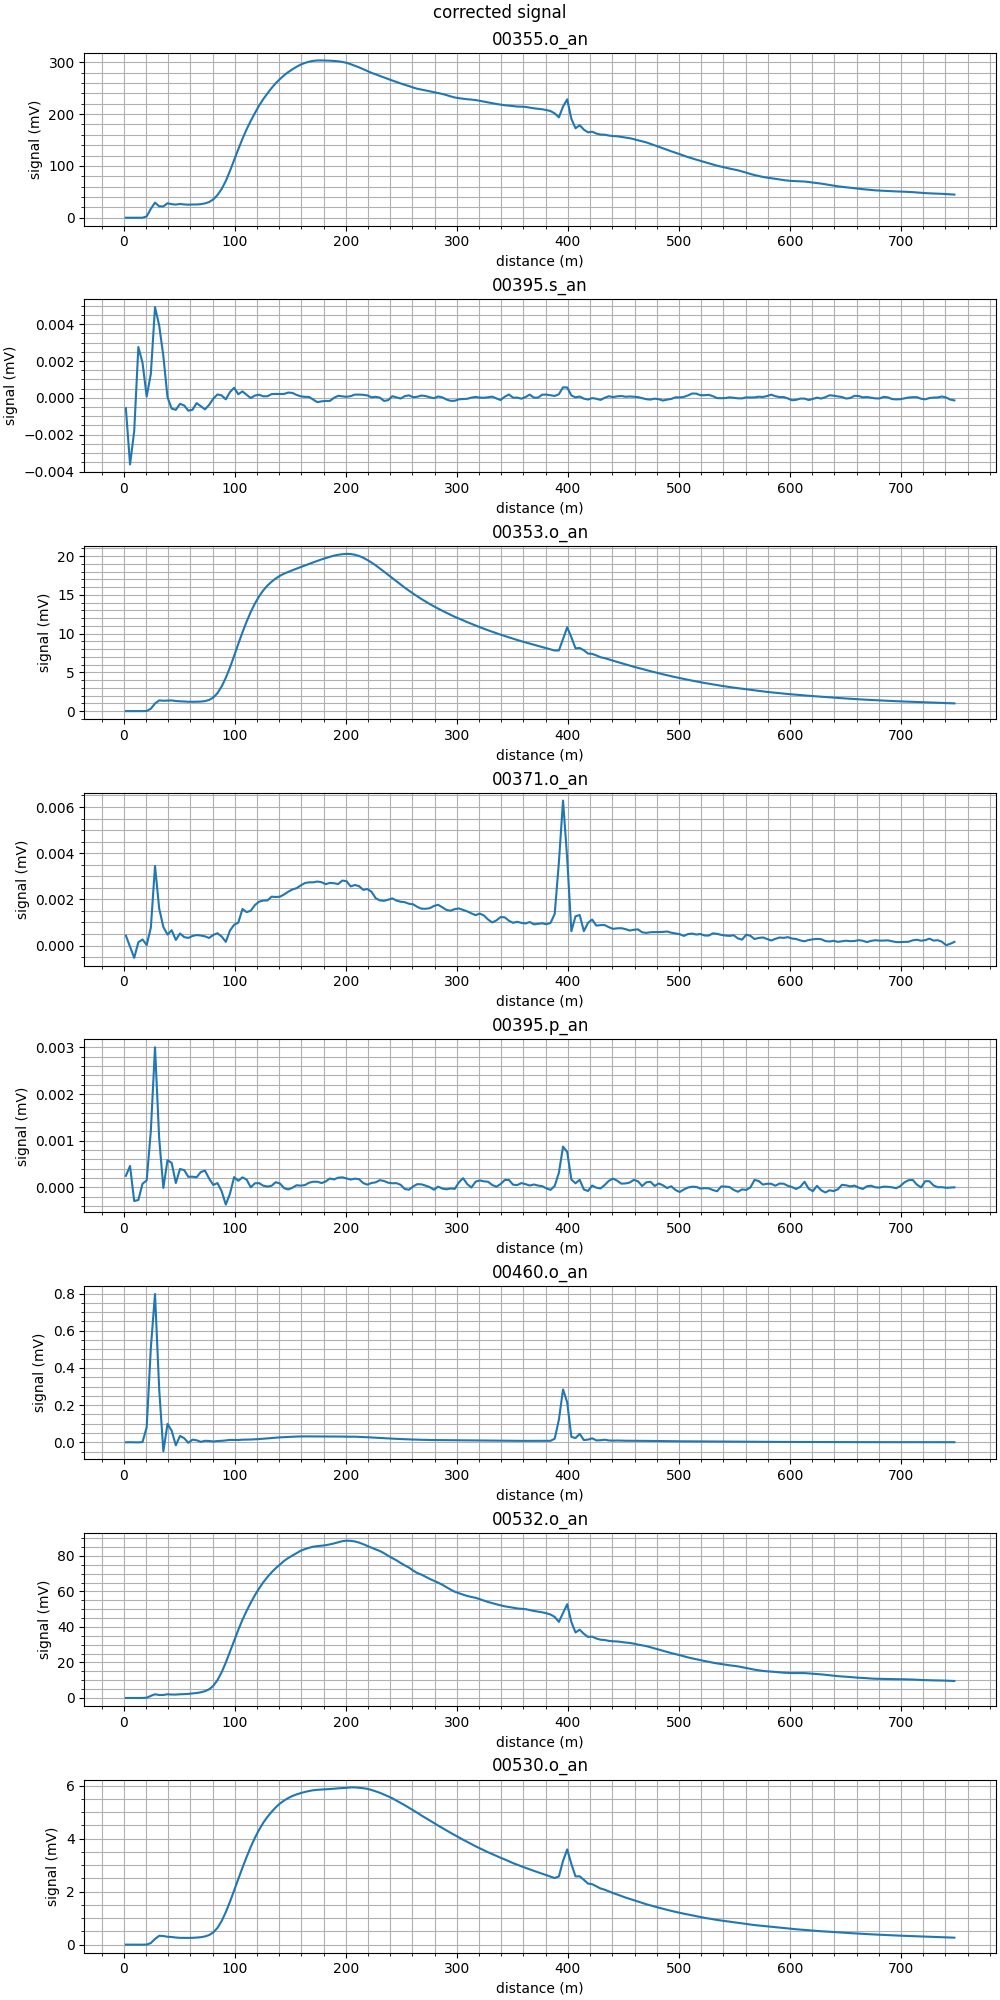 corrected signal
00355.o_an
300
200
100
0
signal (mV)
0 100 200 300 400 500 600 700
distance (m)
00395.s_an
0.004
0.002
0.000
−0.002
−0.004
signal (mV)
0 100 200 300 400 500 600 700
distance (m)
00353.o_an
20
15
10
5
0
signal (mV)
0 100 200 300 400 500 600 700
distance (m)
00371.o_an
0.006
0.004
0.002
0.000
signal (mV)
0 100 200 300 400 500 600 700
distance (m)
00395.p_an
0.003
0.002
0.001
0.000
signal (mV)
0 100 200 300 400 500 600 700
distance (m)
00460.o_an
0.8
0.6
0.4
0.2
0.0
signal (mV)
0 100 200 300 400 500 600 700
distance (m)
00532.o_an
80
60
40
20
0
signal (mV)
0 100 200 300 400 500 600 700
distance (m)
00530.o_an
6
4
2
0
signal (mV)
0 100 200 300 400 500 600 700
distance (m)